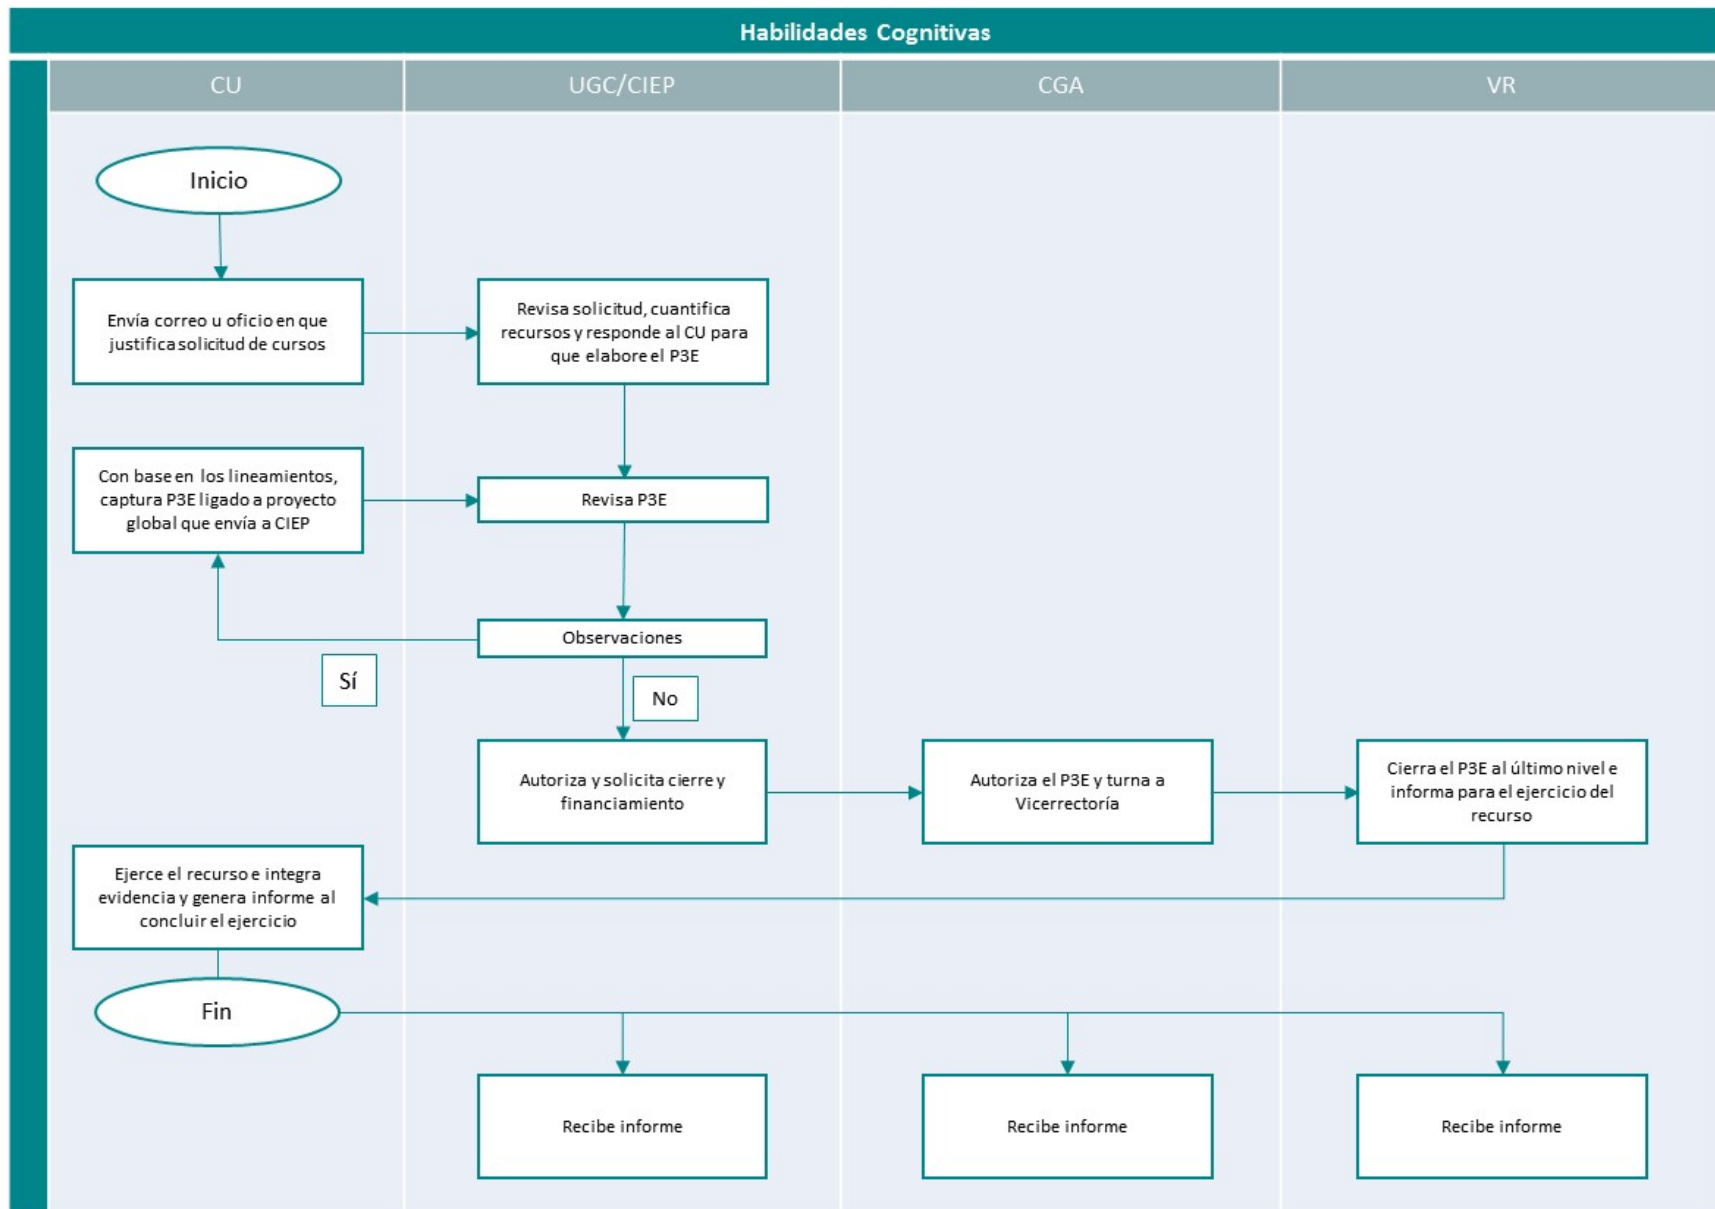 Habilidades Cognitivas
CU
UGC/CIEP
CGA
VR
Inicio
Envía correo u oficio en que
justifica solicitud de cursos
Revisa solicitud, cuantifica
recursos y responde al CU para
que elabore el P3E
Con base en los lineamientos,
captura P3E ligado a proyecto
global que envía a CIEP
Revisa P3E
Observaciones
Sí
No
Autoriza y solicita cierre y
financiamiento
Autoriza el P3E y turna a
Vicerrectoría
Cierra el P3E al último nivel e
informa para el ejercicio del
recurso
Ejerce el recurso e integra
evidencia y genera informe al
concluir el ejercicio
Fin
Recibe informe
Recibe informe
Recibe informe